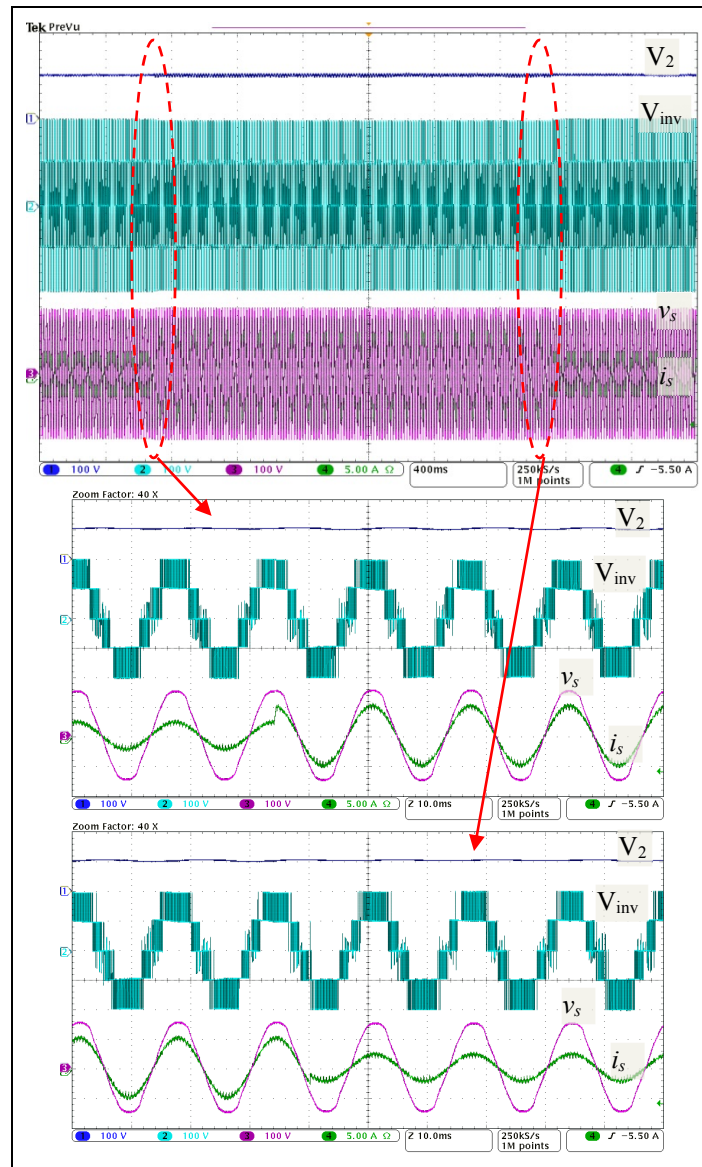 Tek PreVu
V2
1
Vinv
2
vs
3
is
1 100 V 2 100 V 3 100 V 4 5.00 A Ω 400ms 250kS/s 1M points 4 -5.50 A
Zoom Factor: 40 X
V2
1
Vinv
2
vs
3
is
1 100 V 2 100 V 3 100 V 4 5.00 A Ω Z 10.0ms 250kS/s 1M points 4 -5.50 A
Zoom Factor: 40 X
V2
1
Vinv
2
vs
3
is
1 100 V 2 100 V 3 100 V 4 5.00 A Ω Z 10.0ms 250kS/s 1M points 4 -5.50 A